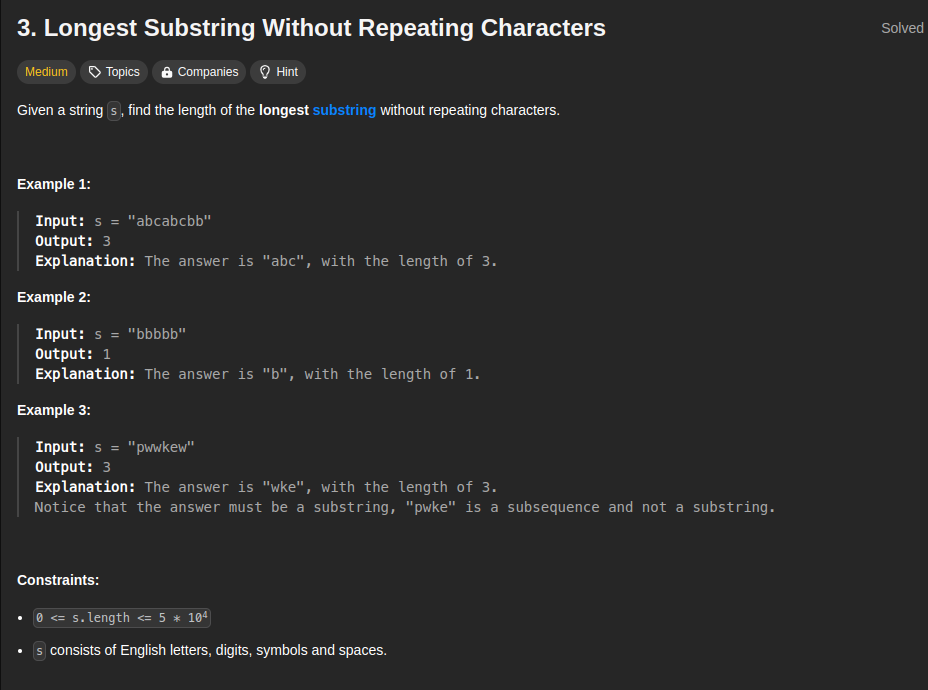 3. Longest Substring Without Repeating Characters
Solved
Medium Topics Companies Hint
Given a string s, find the length of the longest substring without repeating characters.
Example 1:
Input: s = "abcabcbb"
Output: 3
Explanation: The answer is "abc", with the length of 3.
Example 2:
Input: s = "bbbbb"
Output: 1
Explanation: The answer is "b", with the length of 1.
Example 3:
Input: s = "pwwkew"
Output: 3
Explanation: The answer is "wke", with the length of 3.
Notice that the answer must be a substring, "pwke" is a subsequence and not a substring.
Constraints:
• 0 <= s.length <= 5 * 10⁴
• s consists of English letters, digits, symbols and spaces.